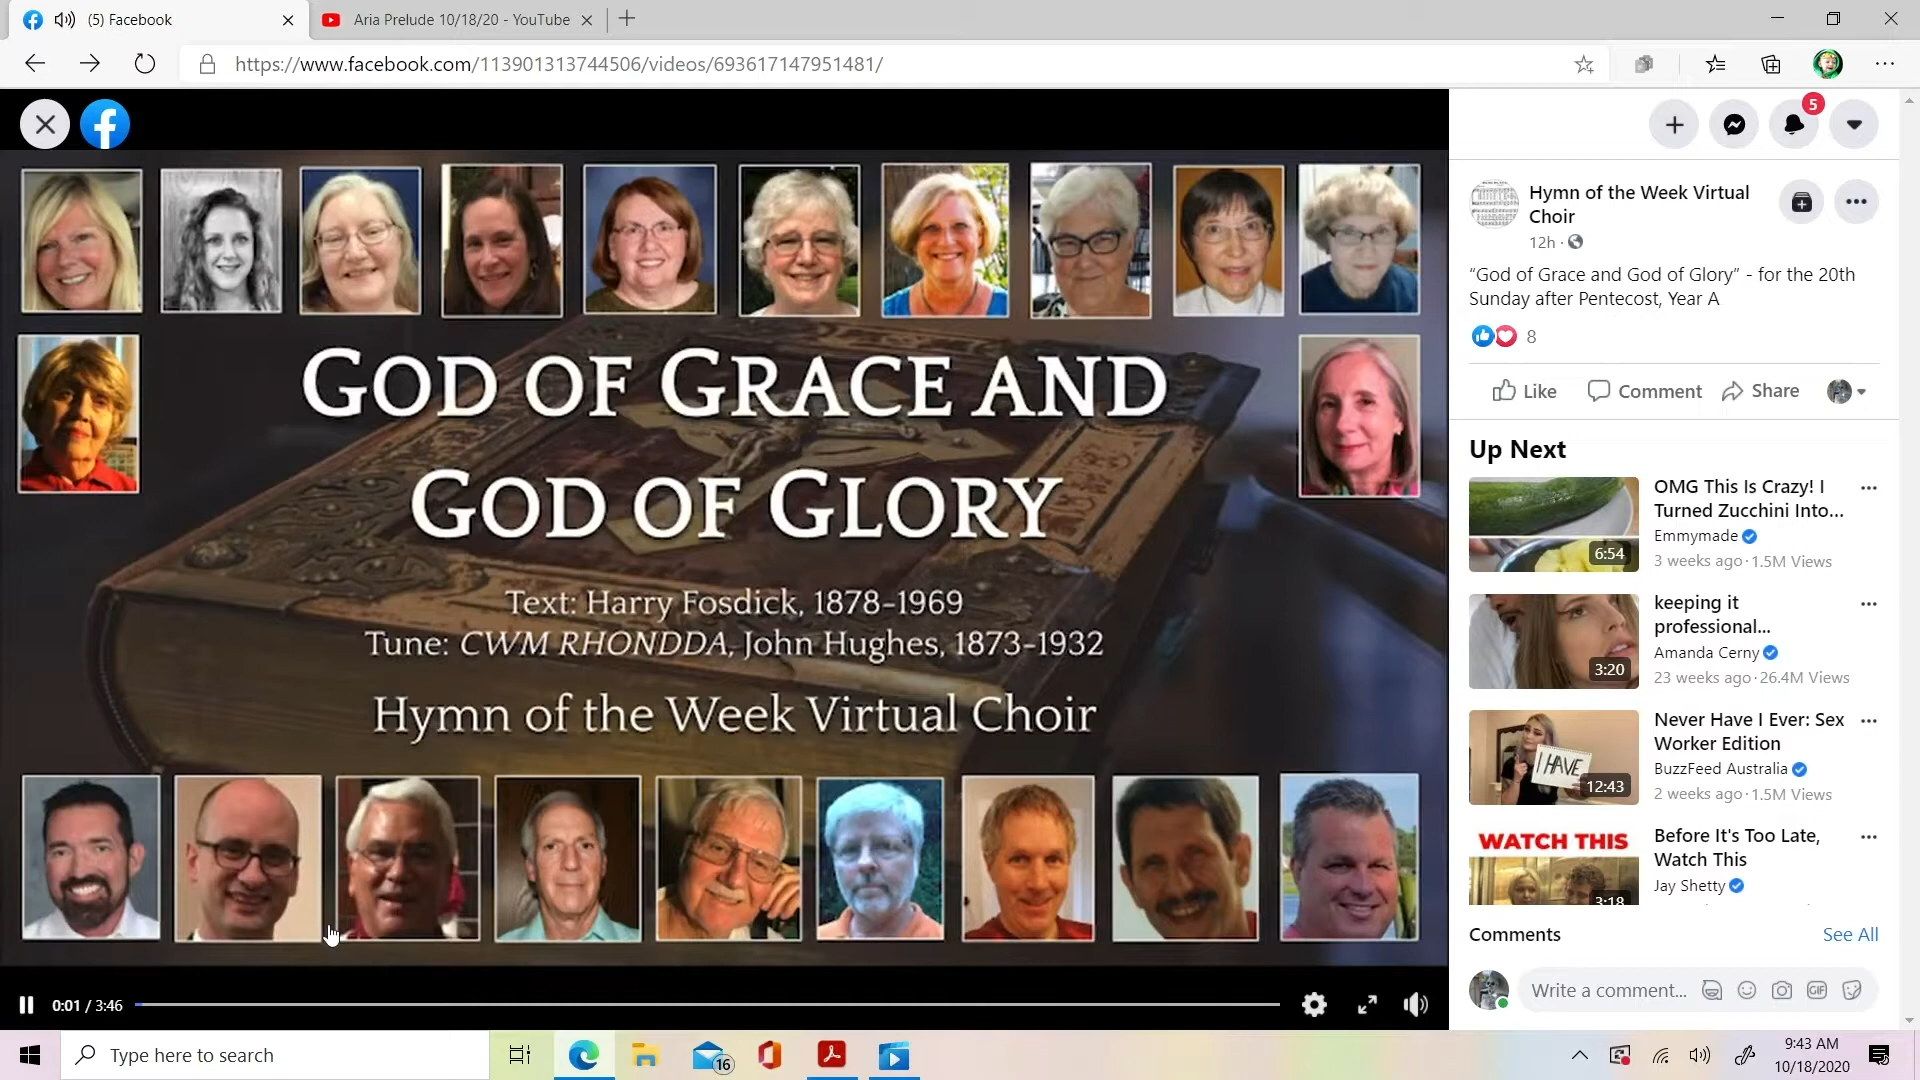 (5) Facebook
Aria Prelude 10/18/20 - YouTube
https://www.facebook.com/113901313744506/videos/693617147951481/
5
GOD OF GRACE AND
GOD OF GLORY
Text: Harry Fosdick, 1878-1969
Tune: CWM RHONDDA, John Hughes, 1873-1932
Hymn of the Week Virtual Choir
0:01 / 3:46
Hymn of the Week Virtual
Choir
12h ·
“God of Grace and God of Glory” - for the 20th
Sunday after Pentecost, Year A
8
Like
Comment
Share
Up Next
6:54
OMG This Is Crazy! I
Turned Zucchini Into...
Emmymade
3 weeks ago · 1.5M Views
3:20
keeping it
professional...
Amanda Cerny
23 weeks ago · 26.4M Views
I HAVE
12:43
Never Have I Ever: Sex
Worker Edition
BuzzFeed Australia
2 weeks ago · 1.5M Views
WATCH THIS
3:18
Before It's Too Late,
Watch This
Jay Shetty
Comments
See All
Write a comment...
GIF
Type here to search
16
9:43 AM
10/18/2020